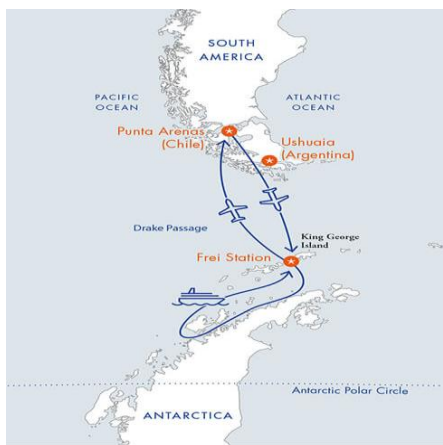 SOUTH
AMERICA
PACIFIC
OCEAN
ATLANTIC
OCEAN
Punta Arenas
(Chile)
Ushuaia
(Argentina)
Drake Passage
King George
Island
Frei Station
Antarctic Polar Circle
ANTARCTICA